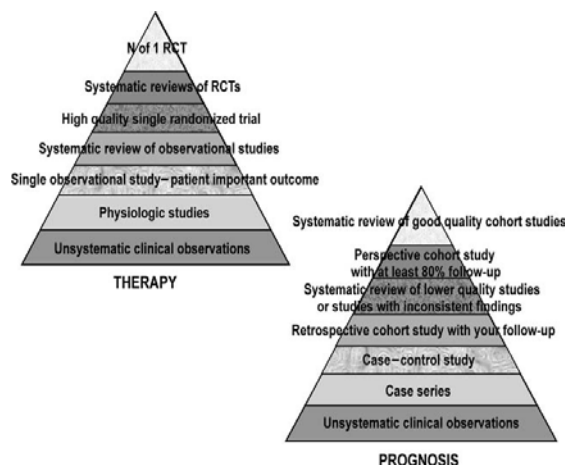 N of 1 RCT
Systematic reviews of RCTs
High quality single randomized trial
Systematic review of observational studies
Single observational study–patient important outcome
Physiologic studies
Unsystematic clinical observations
THERAPY
Systematic review of good quality cohort studies
Perspective cohort study
with at least 80% follow-up
Systematic review of lower quality studies
or studies with inconsistent findings
Retrospective cohort study with your follow-up
Case–control study
Case series
Unsystematic clinical observations
PROGNOSIS